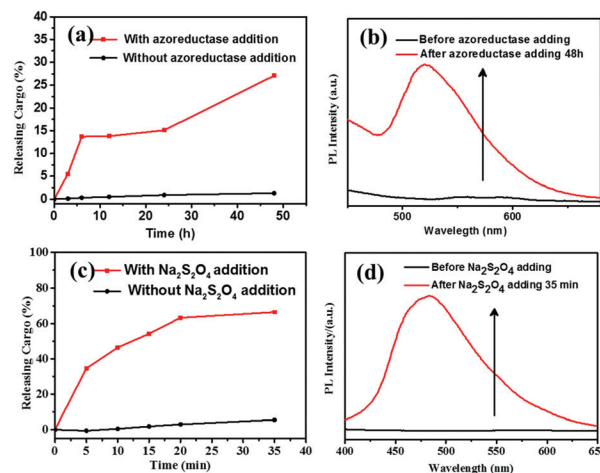 (a)
With azoreductase addition
Without azoreductase addition
Releasing Cargo (%)
40
35
30
25
20
15
10
5
0
0 10 20 30 40 50
Time (h)
(b)
Before azoreductase adding
After azoreductase adding 48h
PL Intensity (a.u.)
500 600
Wavelegth (nm)
(c)
With Na₂S₂O₄ addition
Without Na₂S₂O₄ addition
Releasing Cargo (%)
100
80
60
40
20
0
0 5 10 15 20 25 30 35 40
Time (min)
(d)
Before Na₂S₂O₄ adding
After Na₂S₂O₄ adding 35 min
PL Intensity/(a.u.)
400 450 500 550 600 650
Wavelength (nm)